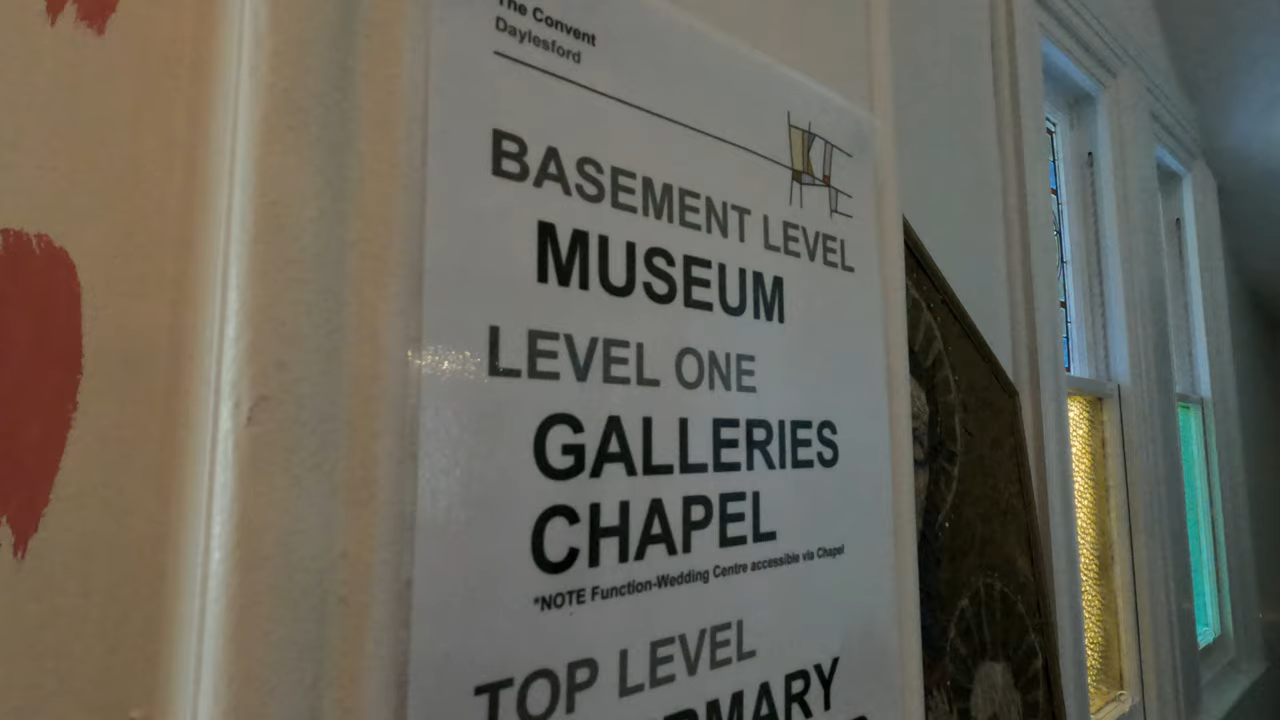 The Convent
Daylesford
BASEMENT LEVEL
MUSEUM
LEVEL ONE
GALLERIES
CHAPEL
*NOTE Function-Wedding Centre accessible via Chapel
TOP LEVEL